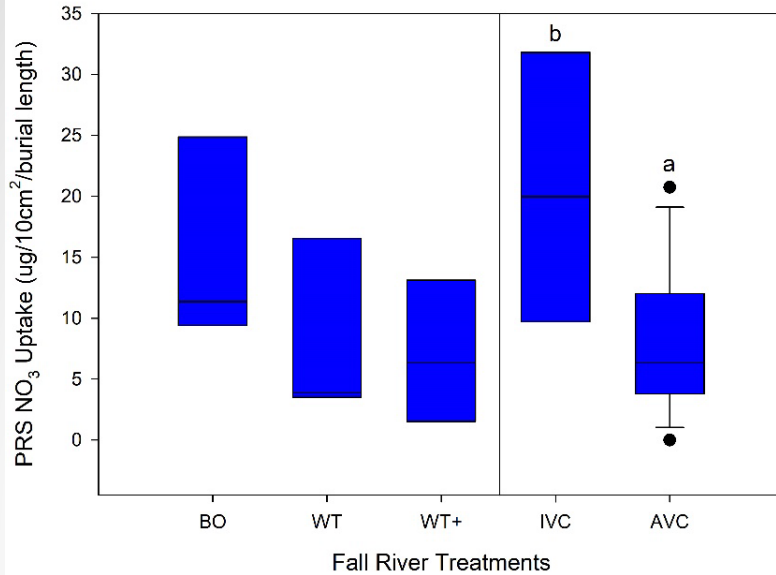 35
30
25
20
15
10
5
0
PRS NO₃ Uptake (ug/10cm²/burial length)
b
a
BO WT WT+ IVC AVC
Fall River Treatments